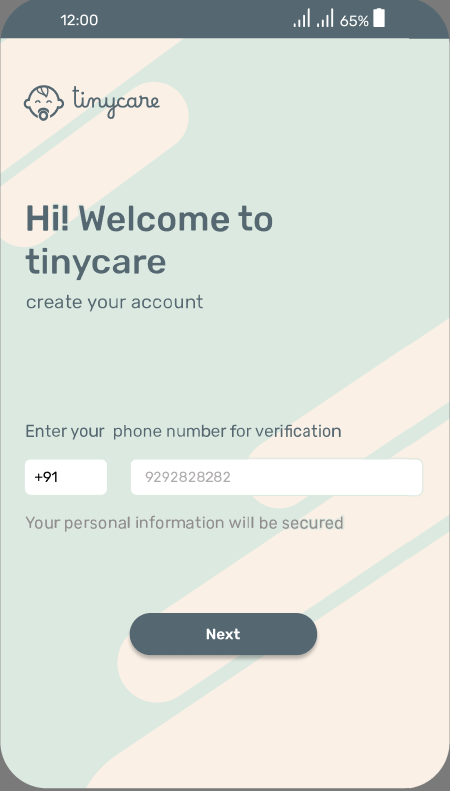 12:00 65%
tinycare
Hi! Welcome to
tinycare
create your account
Enter your phone number for verification
+91 9292828282
Your personal information will be secured
Next